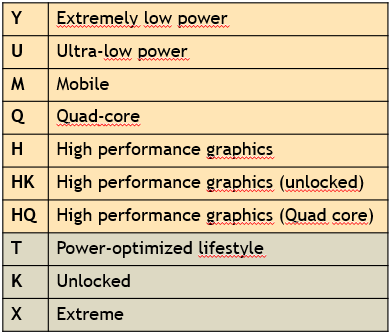 Y Extremely low power
U Ultra-low power
M Mobile
Q Quad-core
H High performance graphics
HK High performance graphics (unlocked)
HQ High performance graphics (Quad core)
T Power-optimized lifestyle
K Unlocked
X Extreme